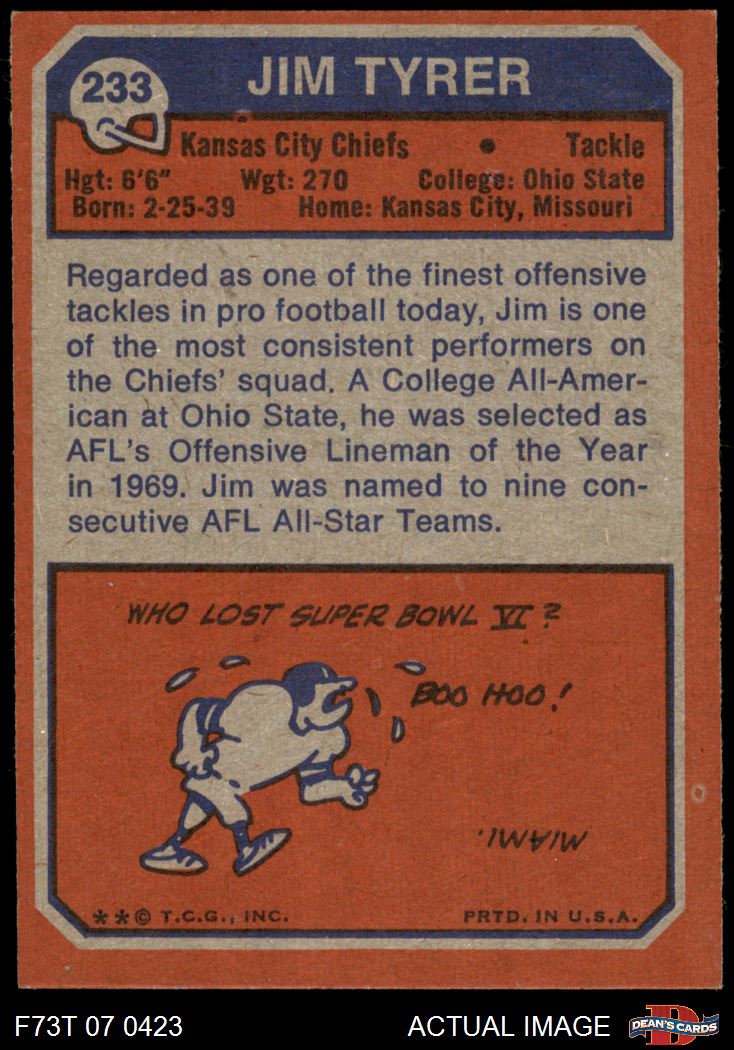 233
JIM TYRER
Kansas City Chiefs • Tackle
Hgt: 6'6" Wgt: 270 College: Ohio State
Born: 2-25-39 Home: Kansas City, Missouri
Regarded as one of the finest offensive
tackles in pro football today, Jim is one
of the most consistent performers on
the Chiefs' squad. A College All-Amer-
ican at Ohio State, he was selected as
AFL's Offensive Lineman of the Year
in 1969. Jim was named to nine con-
secutive AFL All-Star Teams.
WHO LOST SUPER BOWL VI?
BOO HOO!
MIAMI.
**© T.C.G., INC. PRTD. IN U.S.A.
F73T 07 0423 ACTUAL IMAGE DEAN'S CARDS